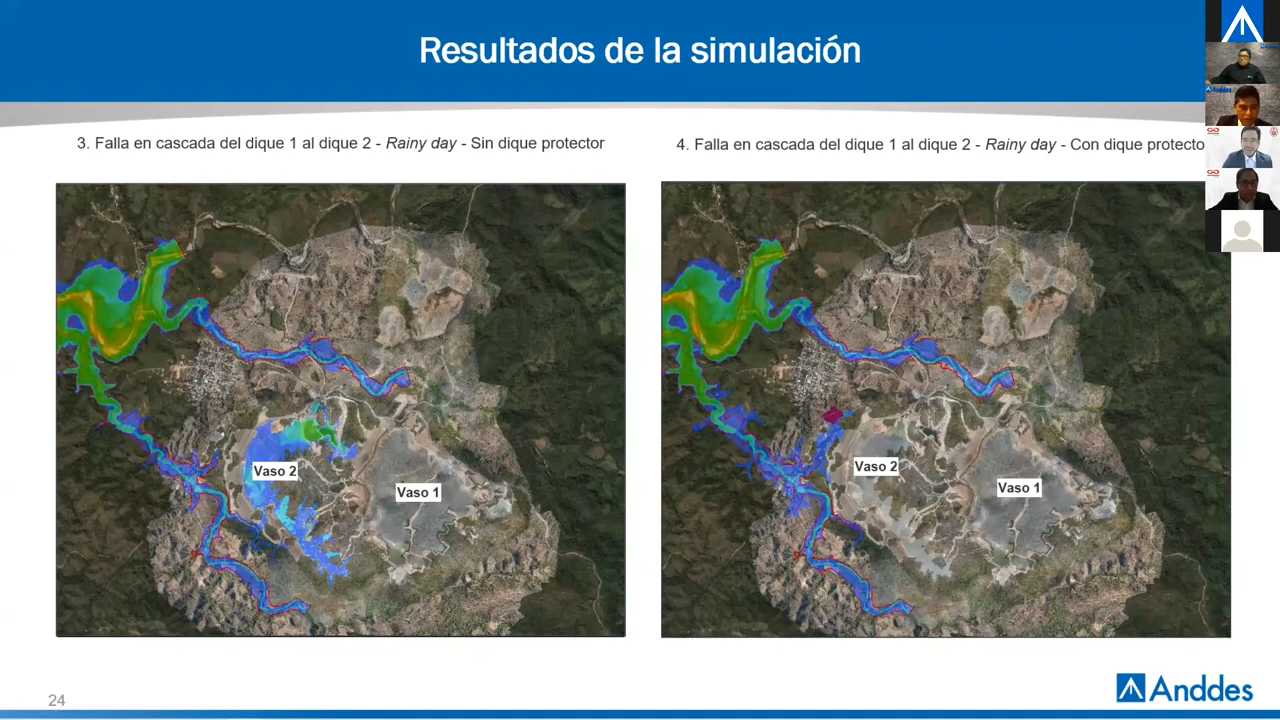 Resultados de la simulación
3. Falla en cascada del dique 1 al dique 2 - Rainy day - Sin dique protector
4. Falla en cascada del dique 1 al dique 2 - Rainy day - Con dique protecto
Vaso 2
Vaso 1
Vaso 2
Vaso 1
Anddes
24
Anddes